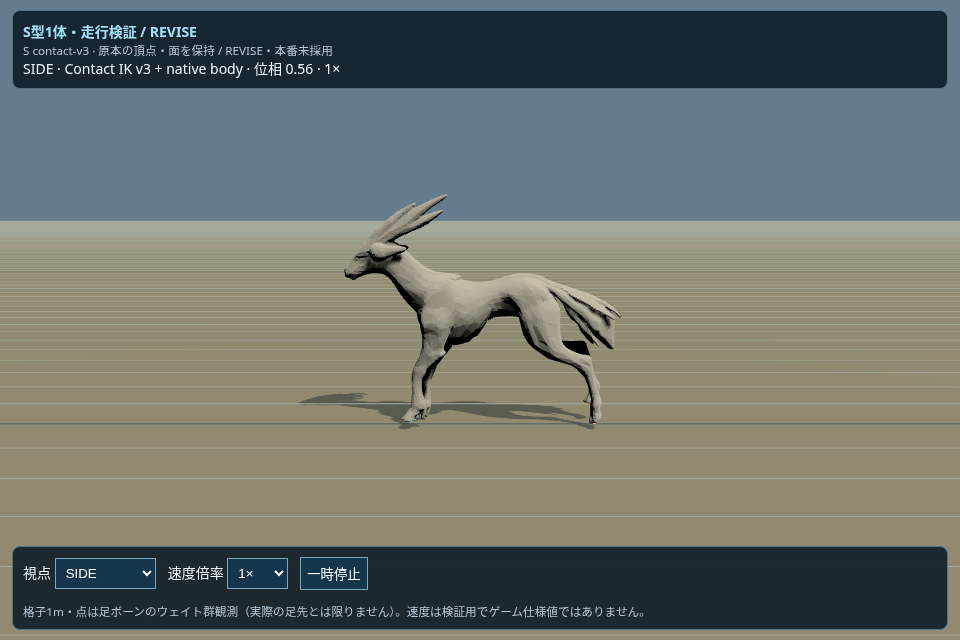 S型1体・走行検証 / REVISE
S contact-v3 · 原本の頂点・面を保持 / REVISE・本番未採用
SIDE · Contact IK v3 + native body · 位相 0.56 · 1×
視点 SIDE 速度倍率 1× 一時停止
格子1m・点は足ボーンのウェイト群観測（実際の足先とは限りません）。速度は検証用でゲーム仕様値ではありません。